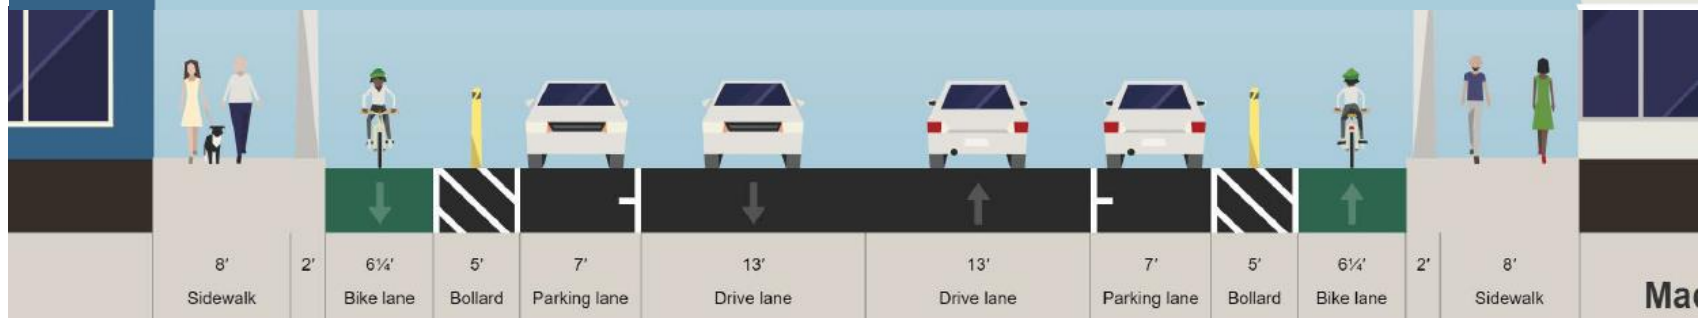 8′ 2′ 6¼′ 5′ 7′ 13′ 13′ 7′ 5′ 6¼′ 2′ 8′
Sidewalk Bike lane Bollard Parking lane Drive lane Drive lane Parking lane Bollard Bike lane Sidewalk